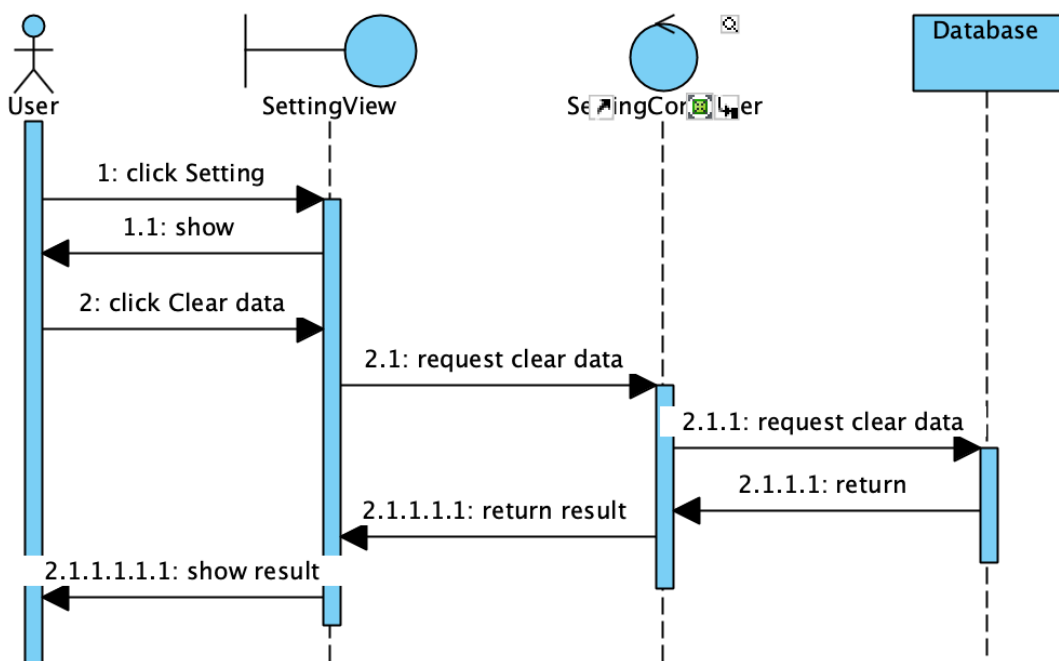 Database
User
SettingView
1: click Setting
1.1: show
2: click Clear data
2.1: request clear data
2.1.1: request clear data
2.1.1.1: return
2.1.1.1.1: return result
2.1.1.1.1.1: show result